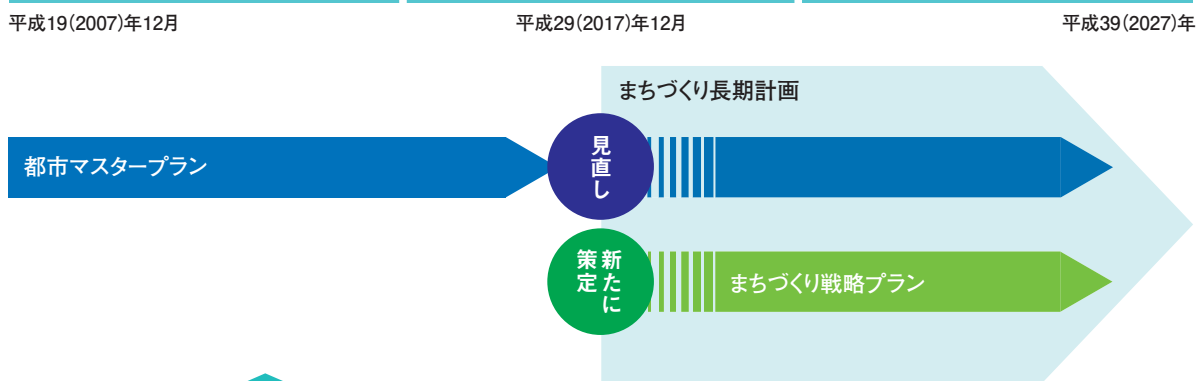 平成19(2007)年12月
平成29(2017)年12月
平成39(2027)年
まちづくり長期計画
都市マスタープラン
見直し
新たに
策定
まちづくり戦略プラン